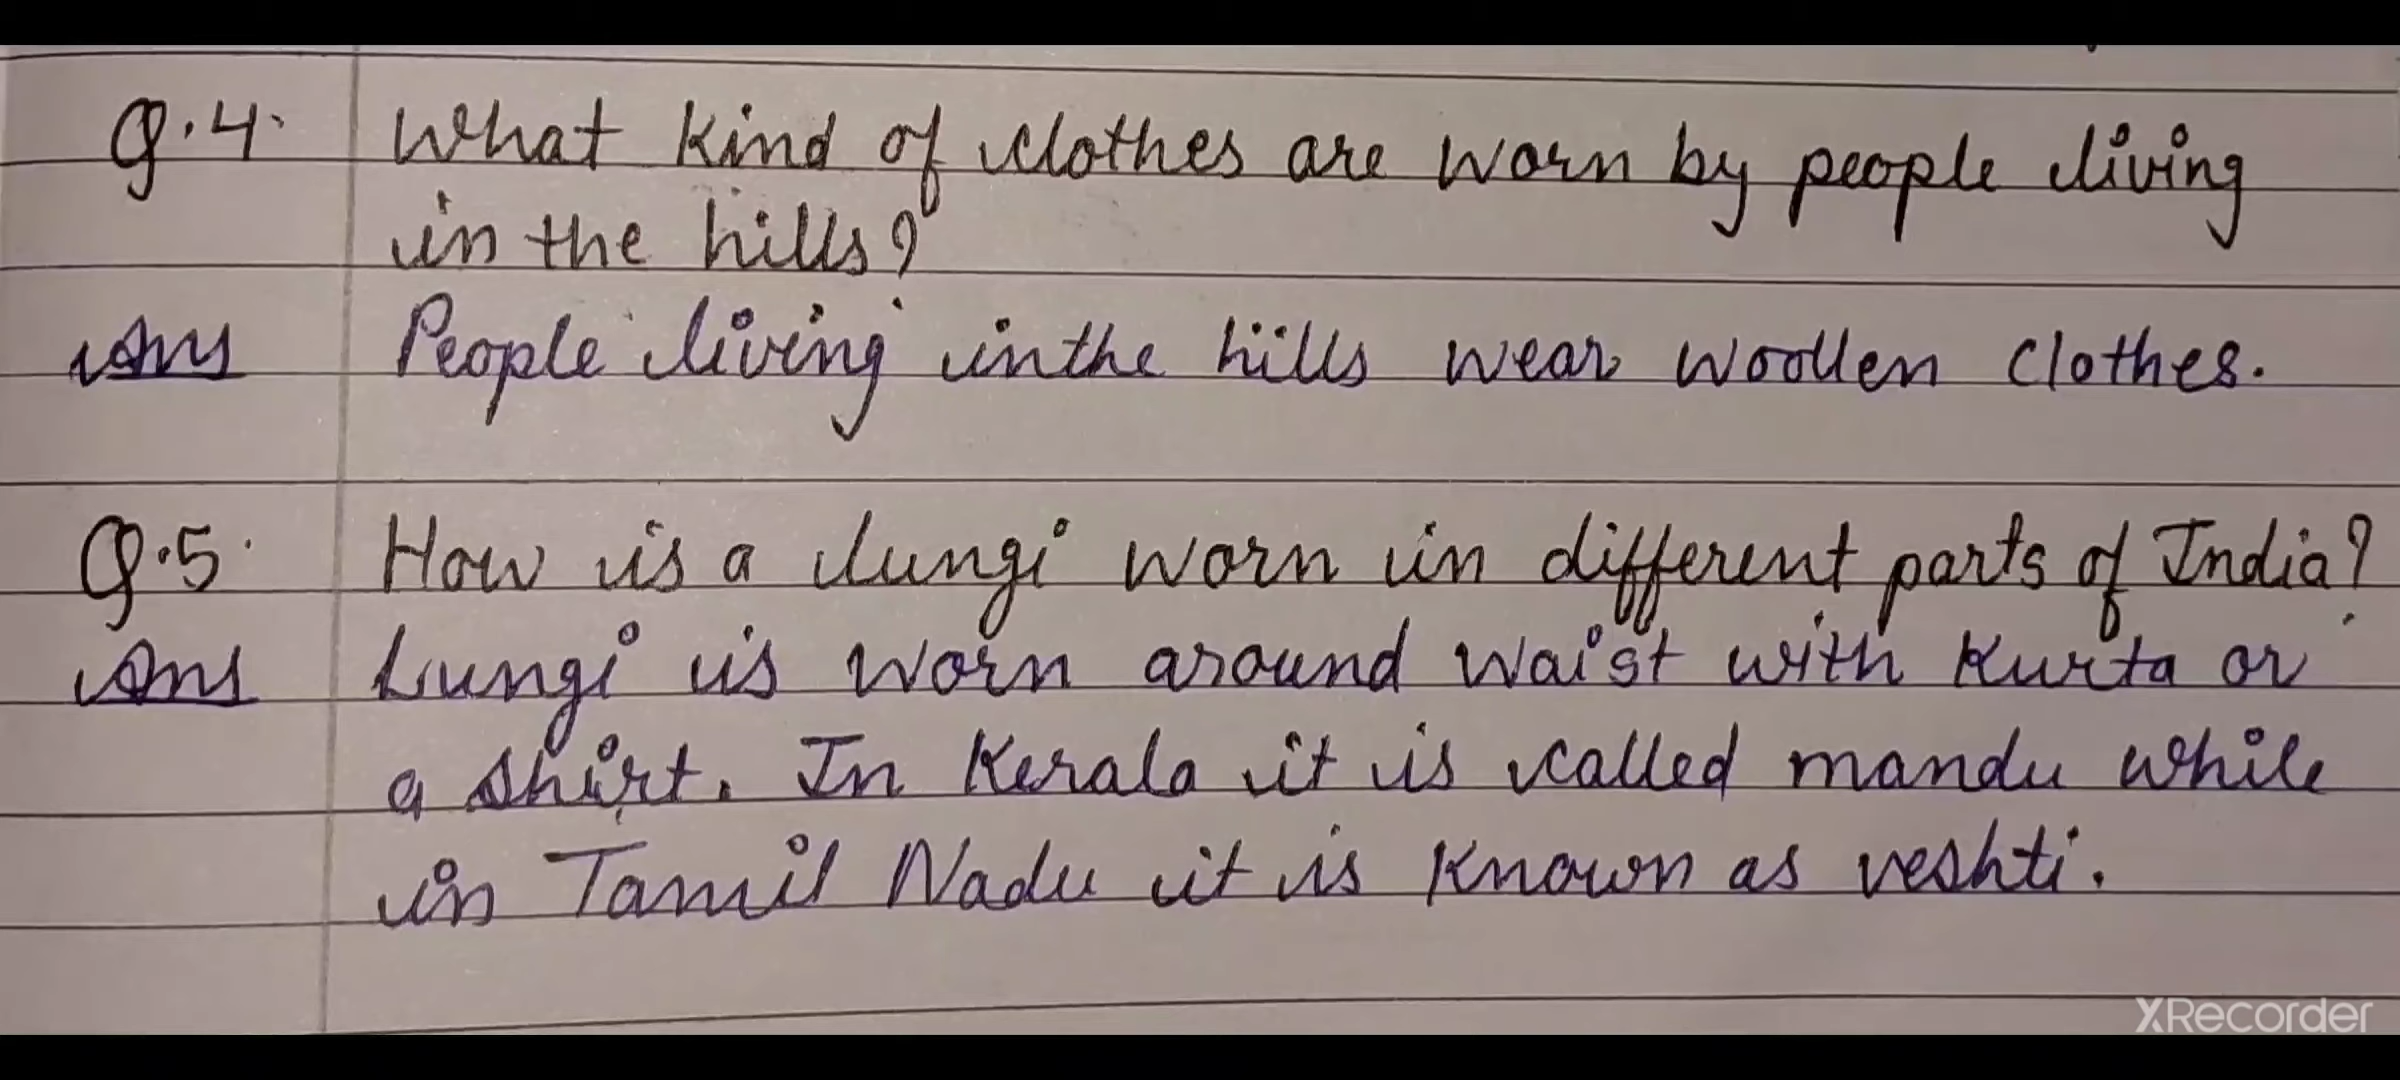 Q.4. What kind of clothes are worn by people living
in the hills?
Ans People living in the hills wear woollen clothes.
Q.5. How is a lungi worn in different parts of India?
Ans Lungi is worn around waist with Kurta or
a shirt. In Kerala it is called mandu while
in Tamil Nadu it is known as veshti.
XRecorder